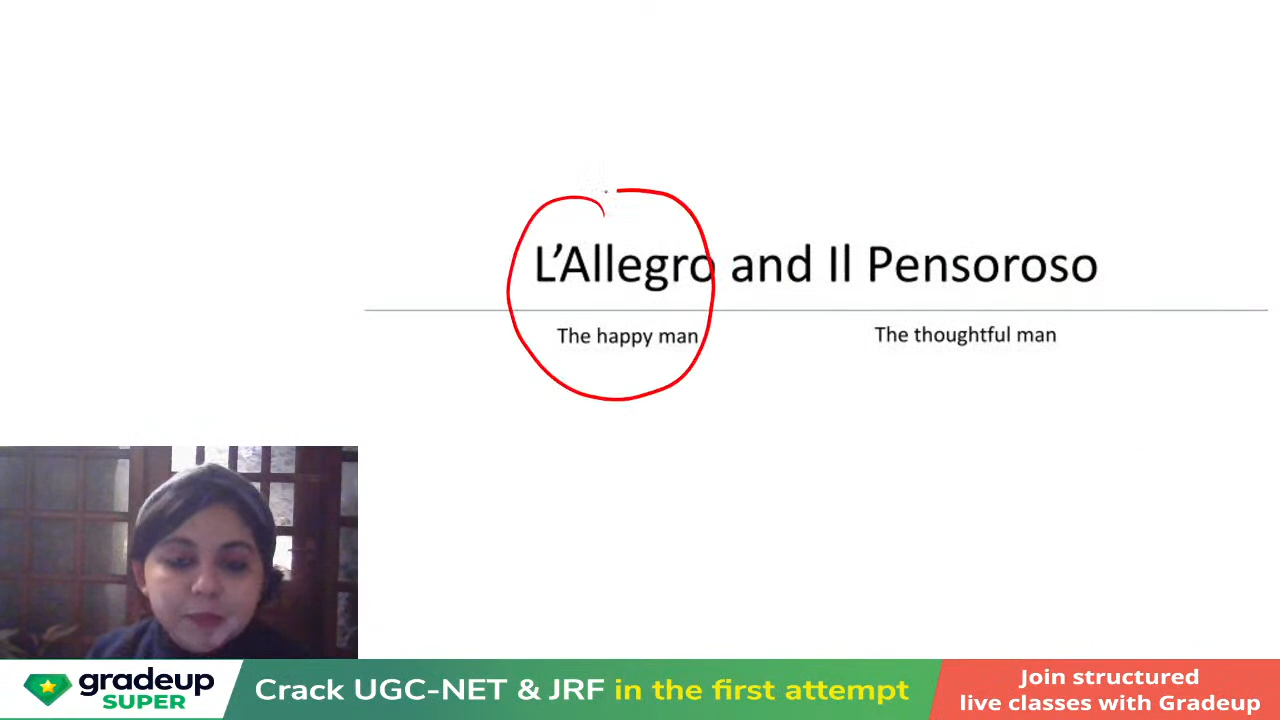 L'Allegro and Il Pensoroso
The happy man
The thoughtful man
gradeup
SUPER
Crack UGC-NET & JRF in the first attempt
Join structured
live classes with Gradeup